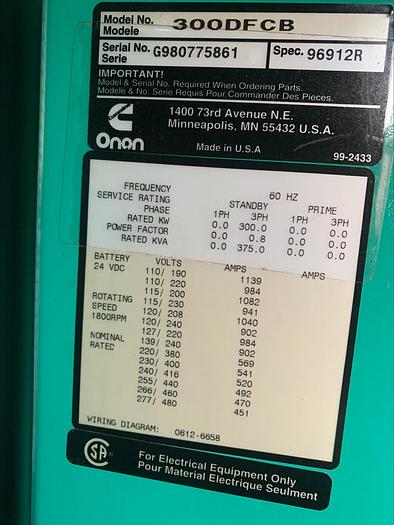 Model No. 300DFCB
Modele
Serial No. G980775861 Spec. 96912R
Serie
IMPORTANT!
Model & Serial No. Required When Ordering Parts.
Modele & No. Serie Requis Pour Commander Des Pieces.
1400 73rd Avenue N.E.
Minneapolis, MN 55432 U.S.A.
Onan
Made in U.S.A
99-2433
FREQUENCY 60 HZ
SERVICE RATING STANDBY PRIME
PHASE 1PH 3PH 1PH 3PH
RATED KW 0.0 300.0 0.0 0.0
POWER FACTOR 0.0 0.8 0.0 0.0
RATED KVA 0.0 375.0 0.0 0.0
BATTERY VOLTS AMPS AMPS
24 VDC 110/ 190 1139
110/ 220 984
115/ 200 1082
ROTATING 115/ 230 941
SPEED 120/ 208 1040
1800RPM 120/ 240 902
127/ 220 984
NOMINAL 139/ 240 902
RATED 220/ 380 569
230/ 400 541
240/ 416 520
255/ 440 492
266/ 460 470
277/ 480 451
WIRING DIAGRAM: 0612-6658
CSA
For Electrical Equipment Only
Pour Material Electrique Seulment